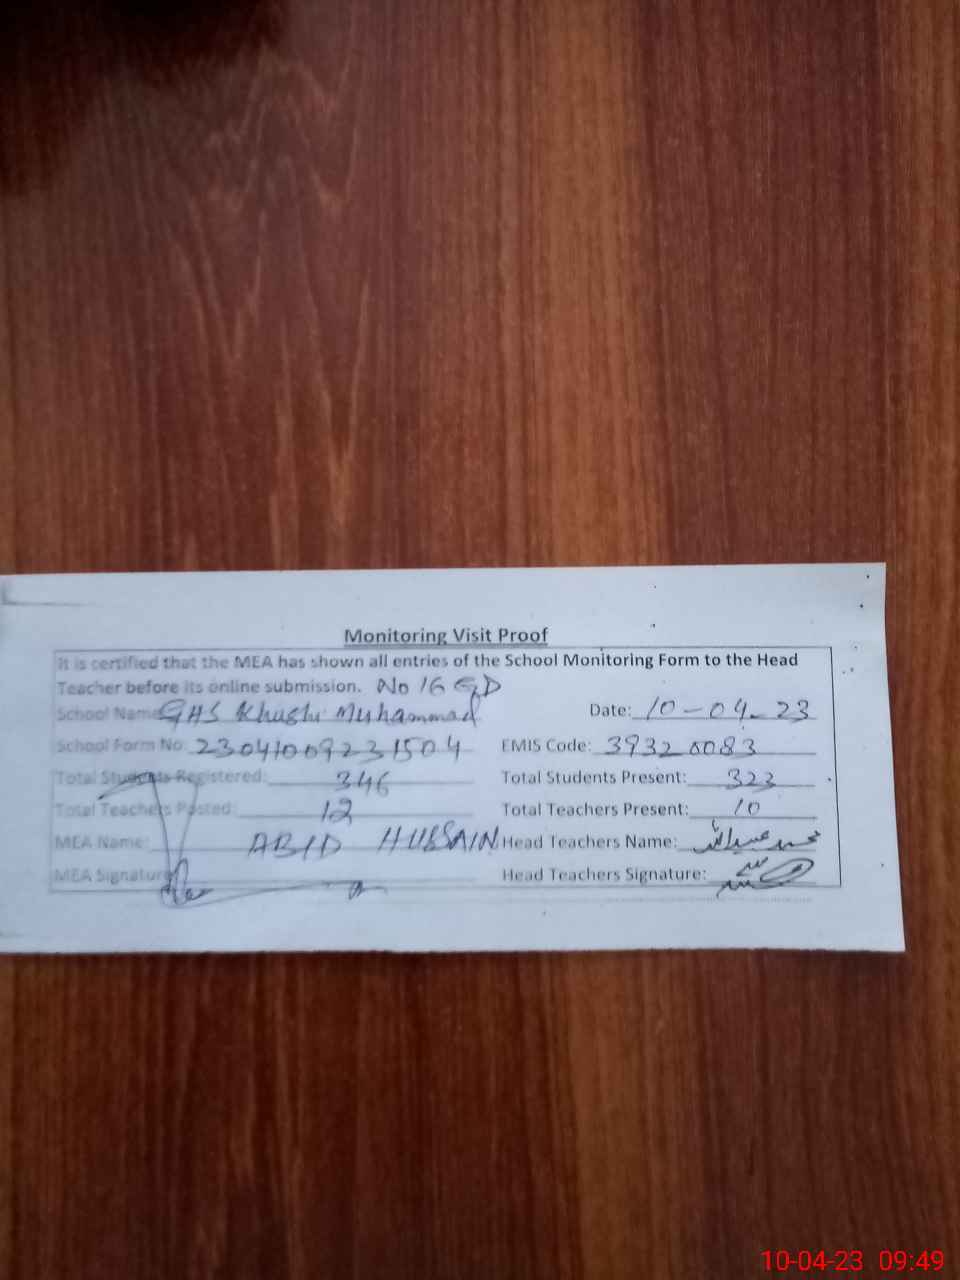 Monitoring Visit Proof
It is certified that the MEA has shown all entries of the School Monitoring Form to the Head
Teacher before its online submission. No 16 GD
School Name GHS Khushi Muhammad Date: 10-04-23
School Form No: 23041009231504 EMIS Code: 39320083
Total Students Registered: 346 Total Students Present: 323
Total Teachers Posted: 12 Total Teachers Present: 10
MEA Name: ABID HUSSAIN Head Teachers Name: محمد عبداللہ
MEA Signature Head Teachers Signature:
10-04-23 09:49